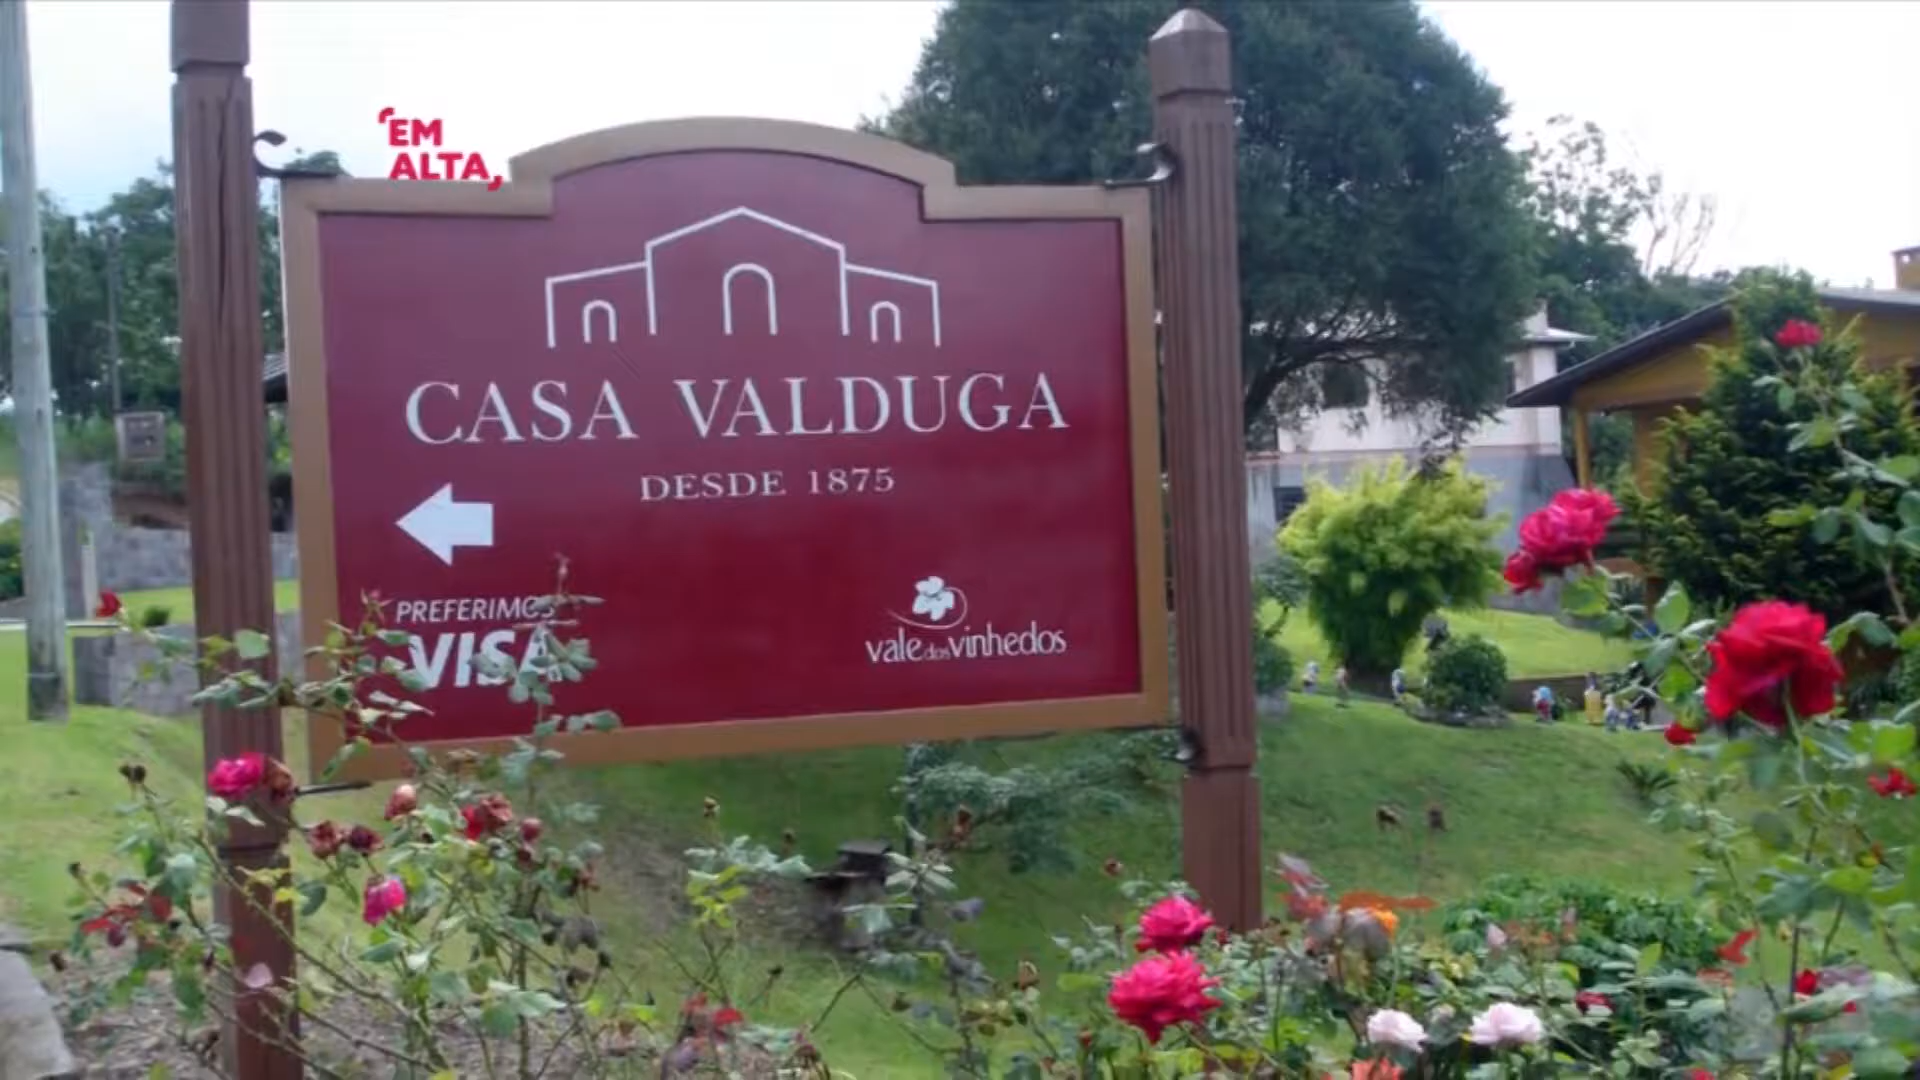 EM
ALTA
CASA VALDUGA
DESDE 1875
PREFERIMOS
VISA
vale dos vinhedos